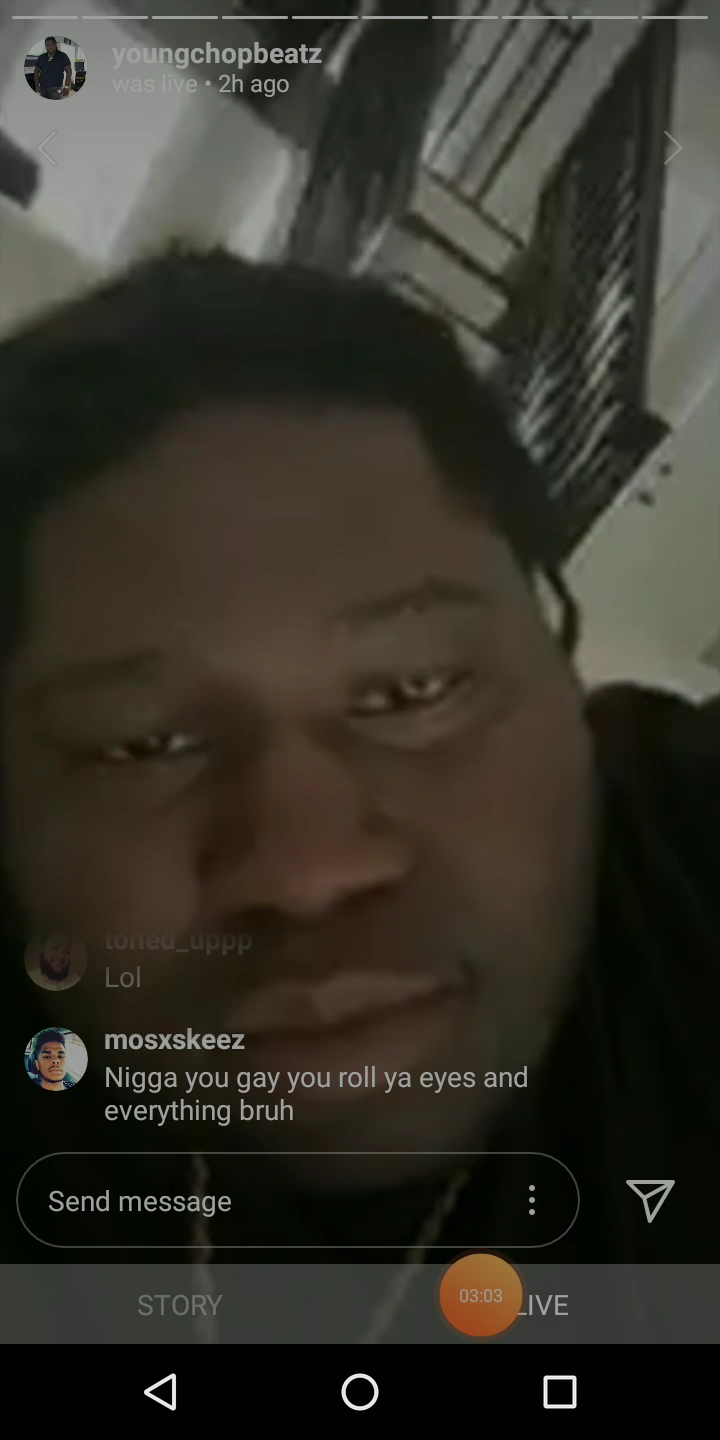 youngchopbeatz
was live • 2h ago
toned_uppp
Lol
mosxskeez
Nigga you gay you roll ya eyes and
everything bruh
Send message
STORY
03:03
LIVE